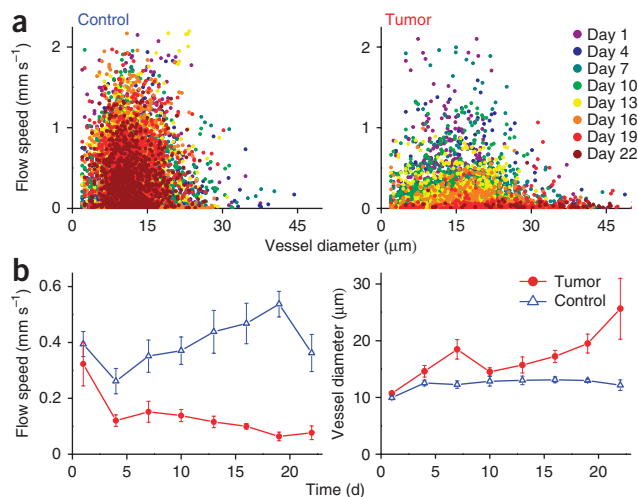 a
Control
Tumor
Flow speed (mm s⁻¹)
2
1
0
0 15 30 45
0 15 30 45
Vessel diameter (μm)
Day 1
Day 4
Day 7
Day 10
Day 13
Day 16
Day 19
Day 22
b
Flow speed (mm s⁻¹)
0.6
0.4
0.2
0
0 5 10 15 20
Vessel diameter (μm)
30
20
10
0
0 5 10 15 20
Tumor
Control
Time (d)